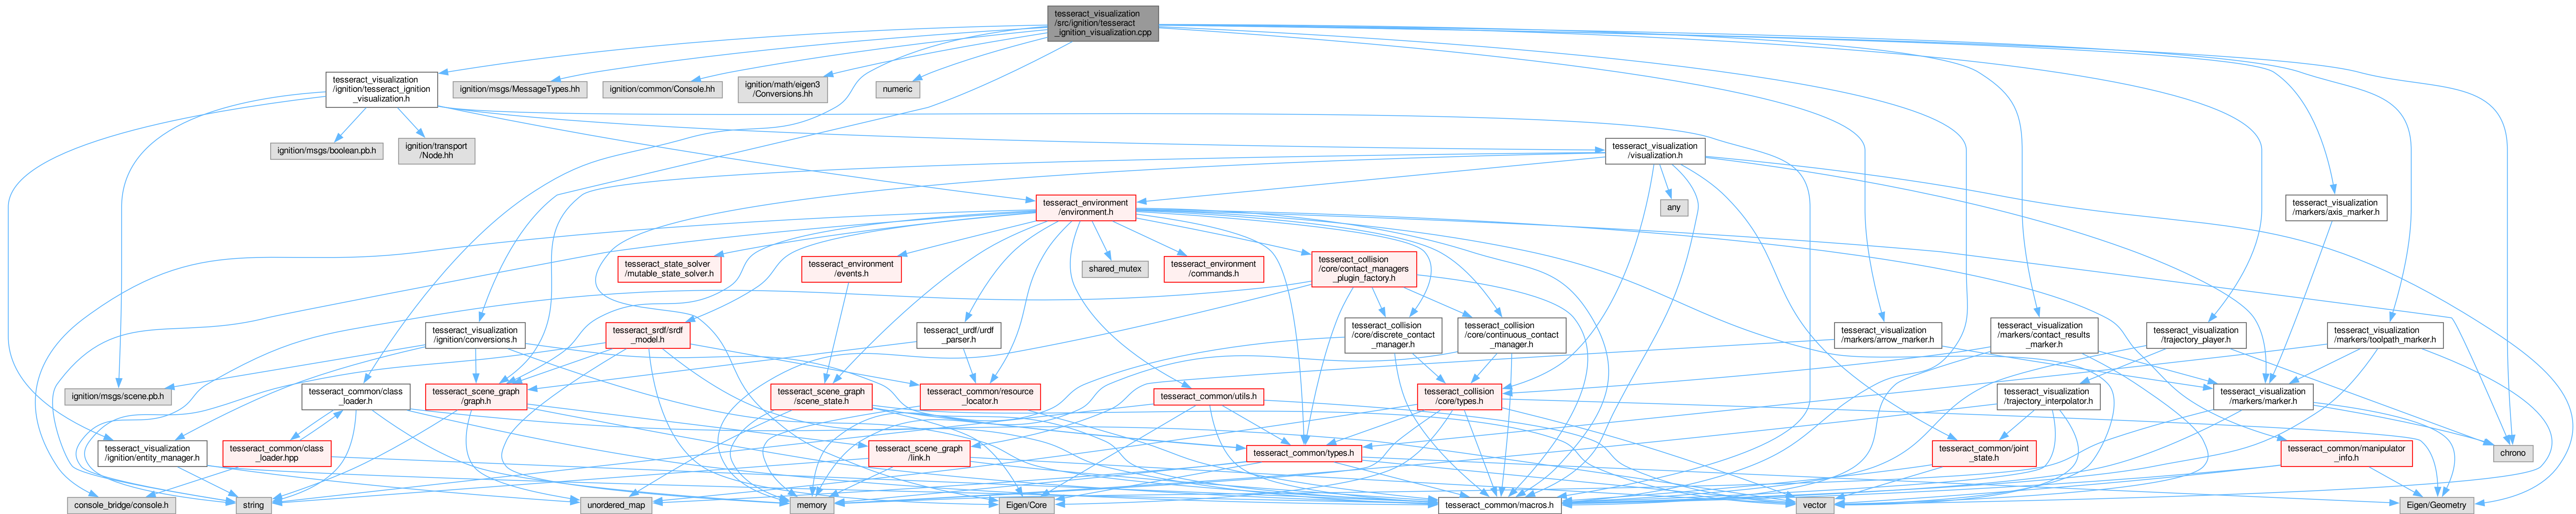 tesseract_visualization
/src/ignition/tesseract
_ignition_visualization.cpp
tesseract_visualization
/ignition/tesseract_ignition
_visualization.h
ignition/msgs/MessageTypes.hh
ignition/common/Console.hh
ignition/math/eigen3
/Conversions.hh
numeric
ignition/msgs/boolean.pb.h
ignition/transport
/Node.hh
tesseract_visualization
/visualization.h
any
tesseract_visualization
/markers/axis_marker.h
tesseract_environment
/environment.h
tesseract_state_solver
/mutable_state_solver.h
tesseract_environment
/events.h
shared_mutex
tesseract_environment
/commands.h
tesseract_collision
/core/contact_managers
_plugin_factory.h
tesseract_visualization
/ignition/conversions.h
tesseract_srdf/srdf
_model.h
tesseract_urdf/urdf
_parser.h
tesseract_collision
/core/discrete_contact
_manager.h
tesseract_collision
/core/continuous_contact
_manager.h
tesseract_visualization
/markers/arrow_marker.h
tesseract_visualization
/markers/contact_results
_marker.h
tesseract_visualization
/trajectory_player.h
tesseract_visualization
/markers/toolpath_marker.h
ignition/msgs/scene.pb.h
tesseract_common/class
_loader.h
tesseract_scene_graph
/graph.h
tesseract_scene_graph
/scene_state.h
tesseract_common/resource
_locator.h
tesseract_common/utils.h
tesseract_collision
/core/types.h
tesseract_visualization
/trajectory_interpolator.h
tesseract_visualization
/markers/marker.h
tesseract_visualization
/ignition/entity_manager.h
tesseract_common/class
_loader.hpp
tesseract_scene_graph
/link.h
tesseract_common/types.h
tesseract_common/joint
_state.h
tesseract_common/manipulator
_info.h
chrono
console_bridge/console.h
string
unordered_map
memory
Eigen/Core
tesseract_common/macros.h
vector
Eigen/Geometry